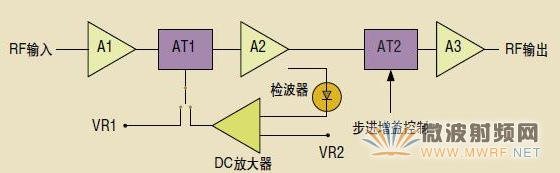 RF输入
A1
AT1
A2
AT2
A3
RF输出
检波器
VR1
DC放大器
VR2
步进增益控制
微波射频网
WWW.MWRF.NET